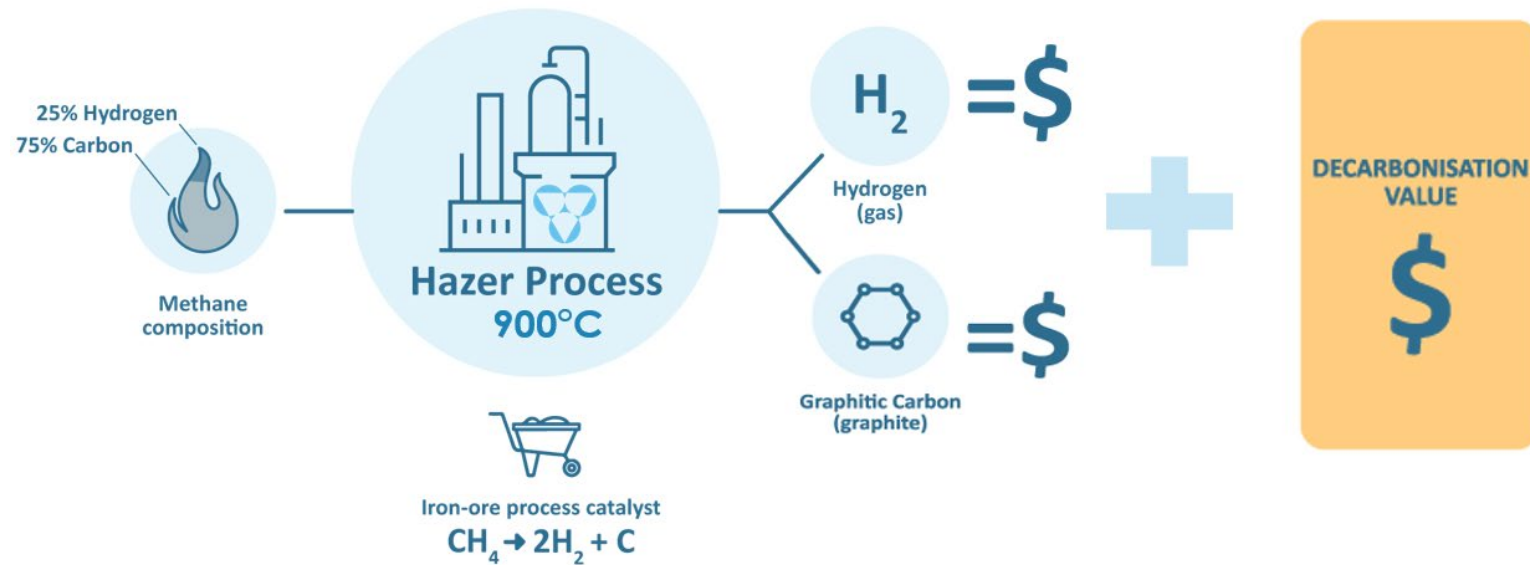 25% Hydrogen
75% Carbon
Methane
composition
Hazer Process
900°C
Iron-ore process catalyst
CH₄ → 2H₂ + C
H₂
=$
Hydrogen
(gas)
=$
Graphitic Carbon
(graphite)
DECARBONISATION
VALUE
$